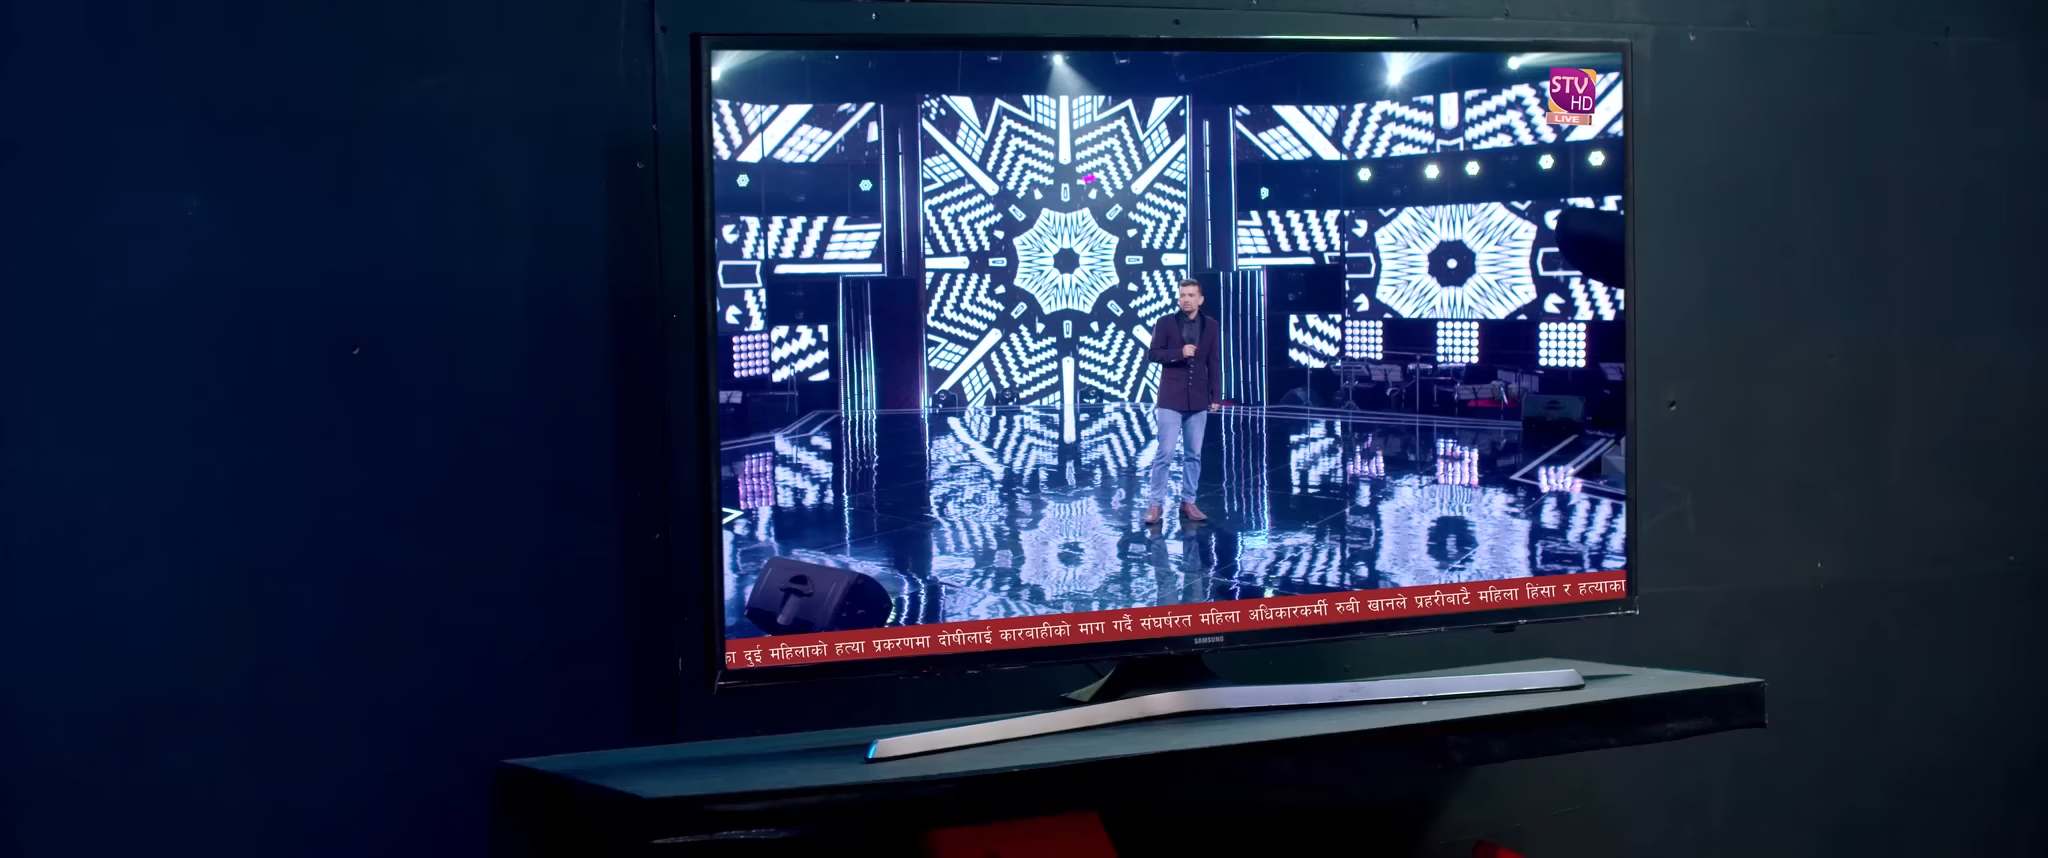 STV
HD
LIVE
का दुई महिलाको हत्या प्रकरणमा दोषीलाई कारबाहीको माग गर्दै संघर्षरत महिला अधिकारकर्मी रुबी खानले प्रहरीबाटै महिला हिंसा र हत्याका
SAMSUNG